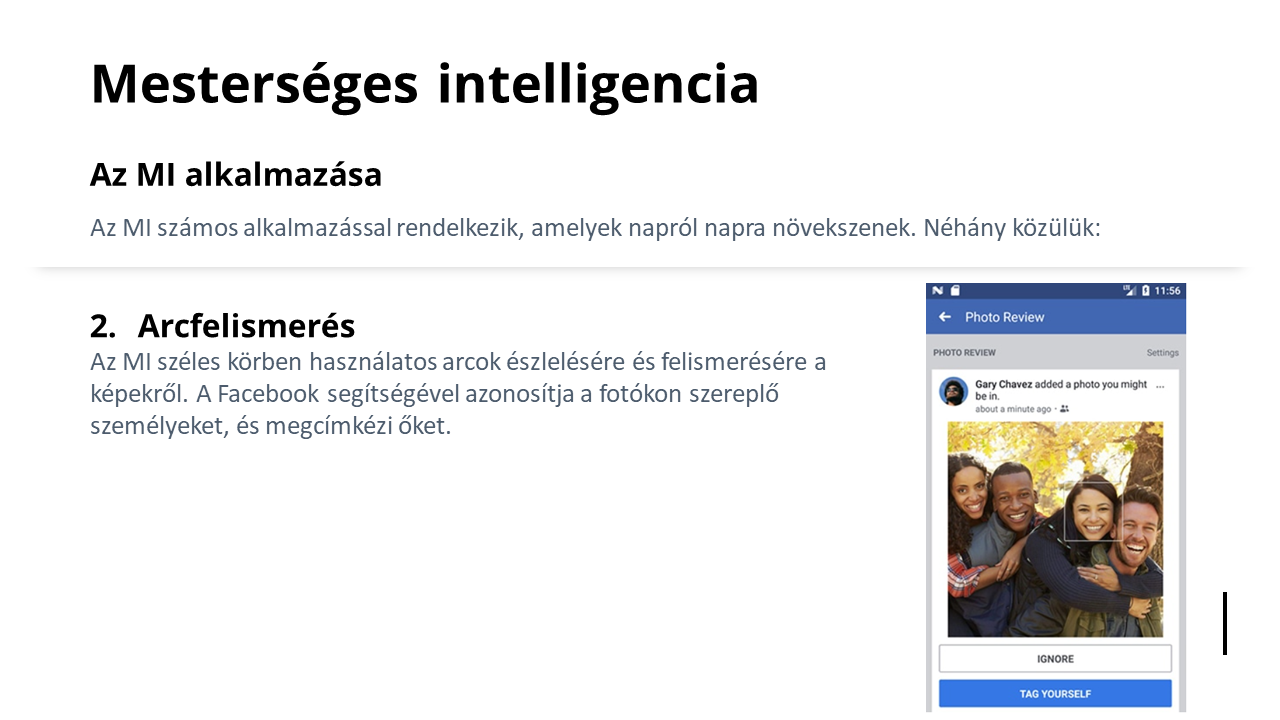 Mesterséges intelligencia
Az MI alkalmazása
Az MI számos alkalmazással rendelkezik, amelyek napról napra növekszenek. Néhány közülük:
2. Arcfelismerés
Az MI széles körben használatos arcok észlelésére és felismerésére a
képekről. A Facebook segítségével azonosítja a fotókon szereplő
személyeket, és megcímkézi őket.
LTE 11:56
Photo Review
PHOTO REVIEW Settings
Gary Chavez added a photo you might ...
be in.
about a minute ago ·
IGNORE
TAG YOURSELF